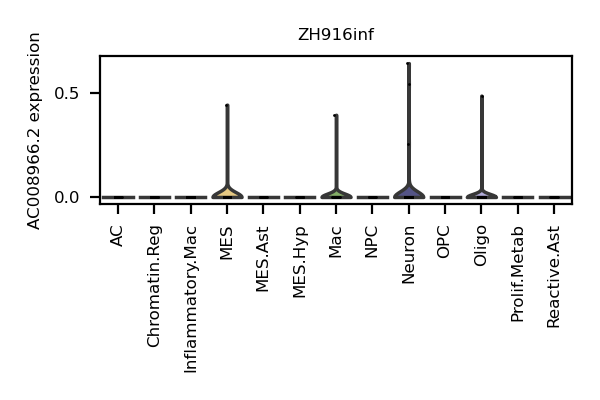 ZH916inf
AC008966.2 expression
0.5
0.0
AC
Chromatin.Reg
Inflammatory.Mac
MES
MES.Ast
MES.Hyp
Mac
NPC
Neuron
OPC
Oligo
Prolif.Metab
Reactive.Ast